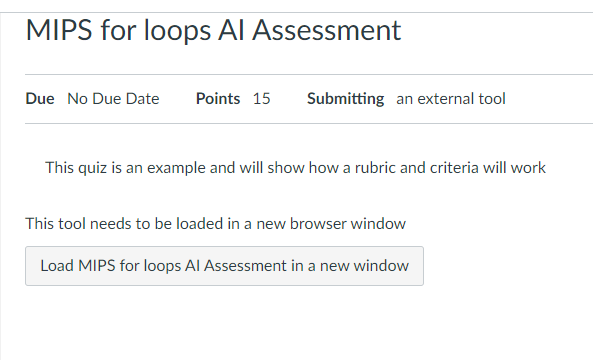 MIPS for loops AI Assessment
Due No Due Date Points 15 Submitting an external tool
This quiz is an example and will show how a rubric and criteria will work
This tool needs to be loaded in a new browser window
Load MIPS for loops AI Assessment in a new window